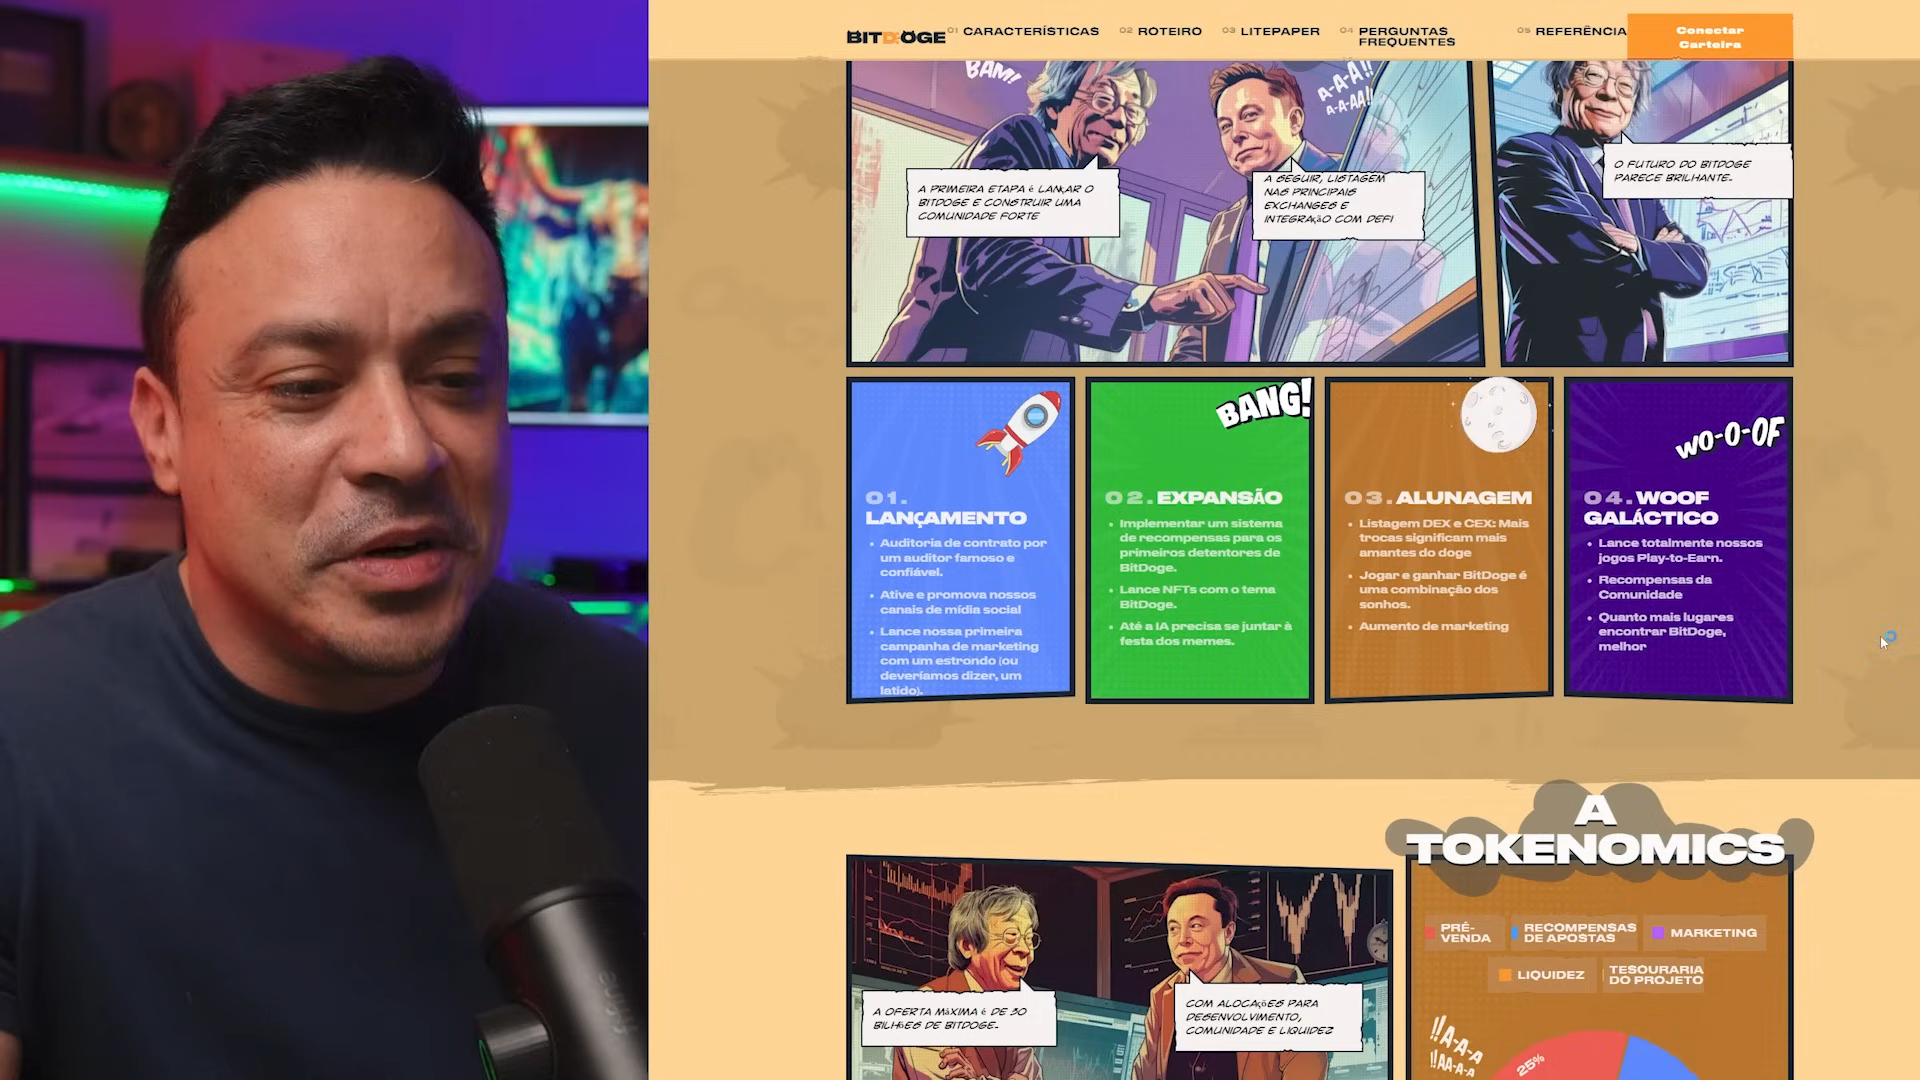 BITDOGE
01 CARACTERÍSTICAS
02 ROTEIRO
03 LITEPAPER
04 PERGUNTAS
FREQUENTES
05 REFERÊNCIA
Conectar
Carteira
BAM!
A-A-A!!
A-A-AA!!
A PRIMEIRA ETAPA é LANçAR O
BITDOGE E CONSTRUIR UMA
COMUNIDADE FORTE
A SEGUIR, LISTAGEM
NAS PRINCIPAIS
EXCHANGES E
INTEGRAçãO COM DEFI
O FUTURO DO BITDOGE
PARECE BRILHANTE.
01.
LANÇAMENTO
• Auditoria de contrato por
um auditor famoso e
confiável.
• Ative e promova nossos
canais de mídia social
• Lance nossa primeira
campanha de marketing
com um estrondo (ou
deveríamos dizer, um
latido).
BANG!
02. EXPANSÃO
• Implementar um sistema
de recompensas para os
primeiros detentores de
BitDoge.
• Lance NFTs com o tema
BitDoge.
• Até a IA precisa se juntar à
festa dos memes.
03. ALUNAGEM
• Listagem DEX e CEX: Mais
trocas significam mais
amantes do doge
• Jogar e ganhar BitDoge é
uma combinação dos
sonhos.
• Aumento de marketing
WO-O-OF
04. WOOF
GALÁCTICO
• Lance totalmente nossos
jogos Play-to-Earn.
• Recompensas da
Comunidade
• Quanto mais lugares
encontrar BitDoge,
melhor
A
TOKENOMICS
A OFERTA MáXIMA é DE 30
BILHõES DE BITDOGE.
COM ALOCAçõES PARA
DESENVOLVIMENTO,
COMUNIDADE E LIQUIDEZ
PRÉ-
VENDA
RECOMPENSAS
DE APOSTAS
MARKETING
LIQUIDEZ
TESOURARIA
DO PROJETO
!!A-A-A
!!AA-A-A
25%